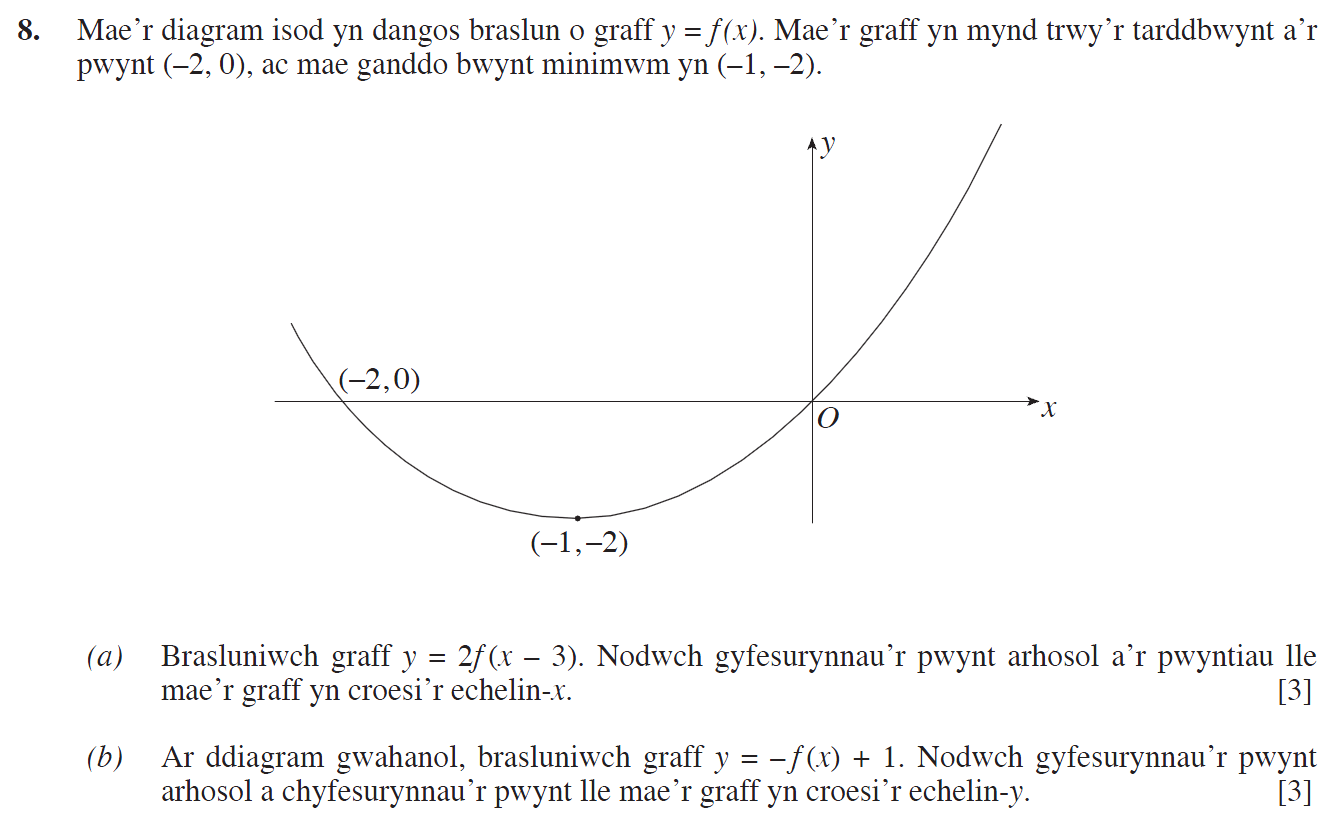 8. Mae’r diagram isod yn dangos braslun o graff y = f(x). Mae’r graff yn mynd trwy’r tarddbwynt a’r
pwynt (–2, 0), ac mae ganddo bwynt minimwm yn (–1, –2).
y
(–2,0)
x
O
(–1,–2)
(a) Brasluniwch graff y = 2f(x – 3). Nodwch gyfesurynnau’r pwynt arhosol a’r pwyntiau lle
mae’r graff yn croesi’r echelin-x. [3]
(b) Ar ddiagram gwahanol, brasluniwch graff y = –f(x) + 1. Nodwch gyfesurynnau’r pwynt
arhosol a chyfesurynnau’r pwynt lle mae’r graff yn croesi’r echelin-y. [3]